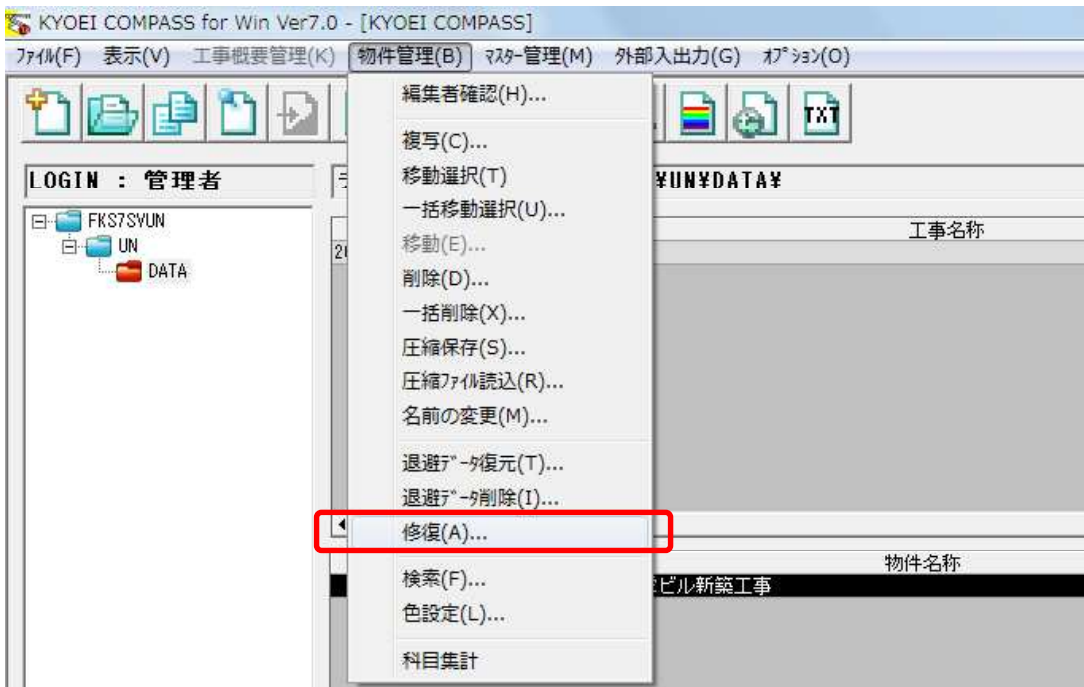 KYOEI COMPASS for Win Ver7.0 - [KYOEI COMPASS]
ﾌｧｲﾙ(F) 表示(V) 工事概要管理(K) 物件管理(B) ﾏｽﾀｰ管理(M) 外部入出力(G) ｵﾌﾟｼｮﾝ(O)
TXT
LOGIN : 管理者
¥UN¥DATA¥
FKS7SVUN
UN
DATA
工事名称
編集者確認(H)...
複写(C)...
移動選択(T)
一括移動選択(U)...
移動(E)...
削除(D)...
一括削除(X)...
圧縮保存(S)...
圧縮ﾌｧｲﾙ読込(R)...
名前の変更(M)...
退避ﾃﾞｰﾀ復元(T)...
退避ﾃﾞｰﾀ削除(I)...
修復(A)...
検索(F)...
色設定(L)...
科目集計
物件名称
ビル新築工事